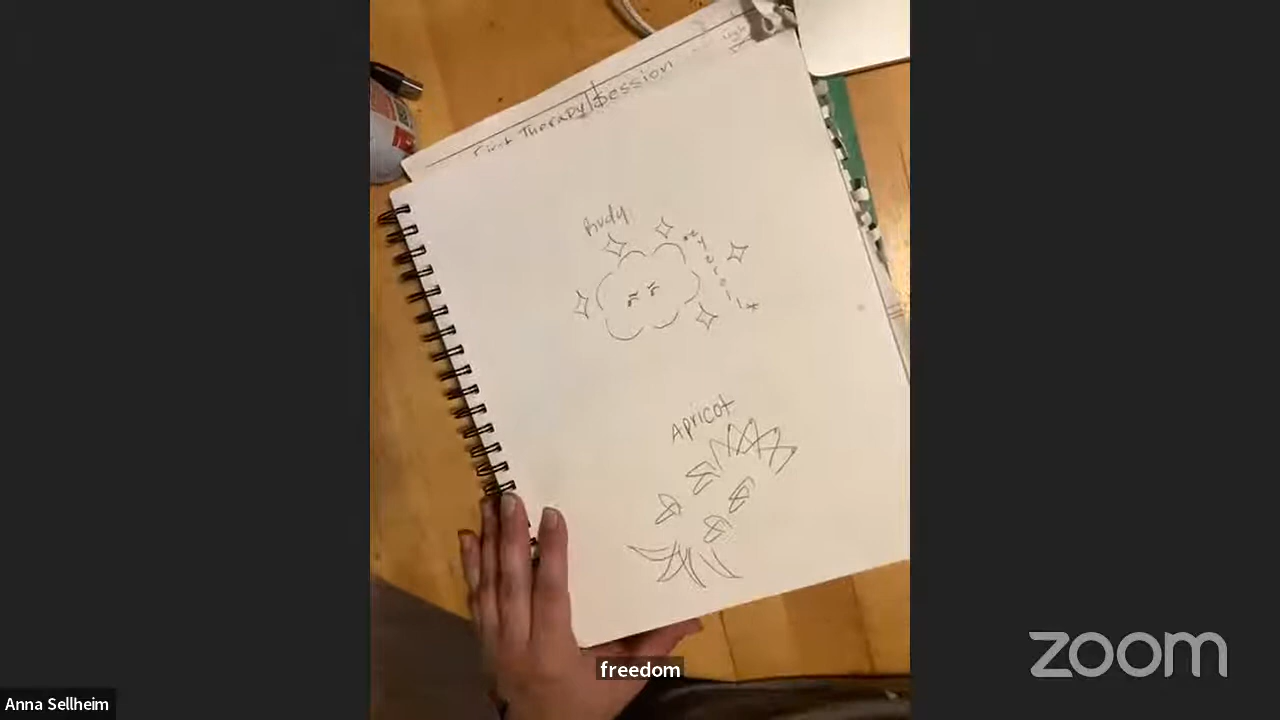 First Therapy Session
Rudy
Apricot
freedom
Anna Sellheim
zoom